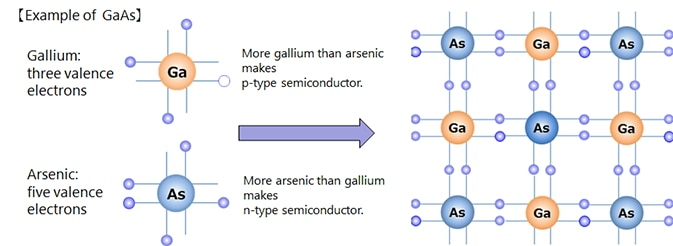 【Example of GaAs】
Gallium:
three valence
electrons
Ga
More gallium than arsenic
makes
p-type semiconductor.
Arsenic:
five valence
electrons
As
More arsenic than gallium
makes
n-type semiconductor.
As Ga As
Ga As Ga
As Ga As